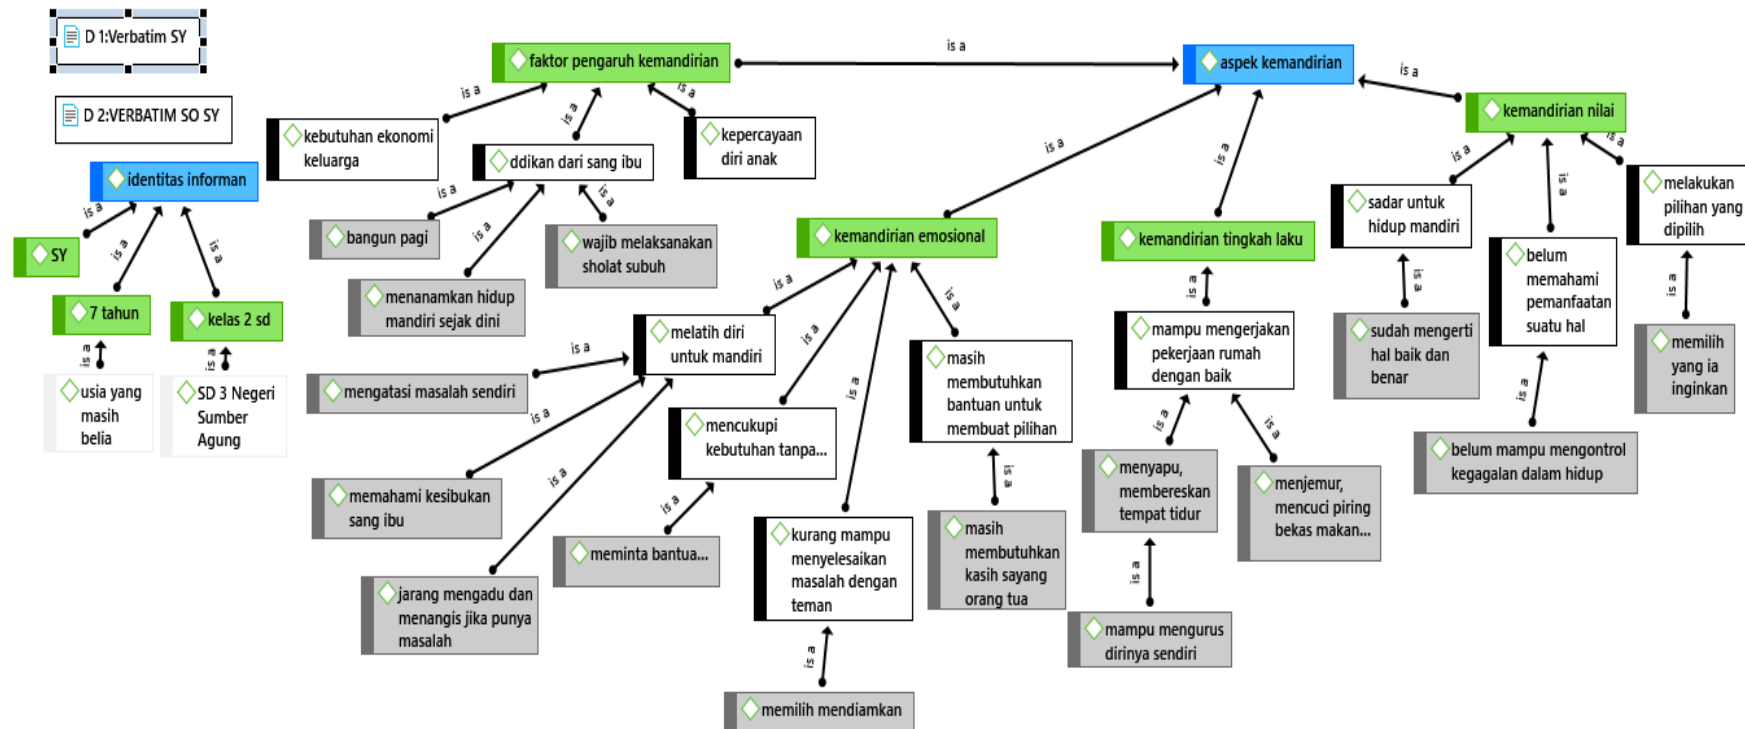 D 1:Verbatim SY
D 2:VERBATIM SO SY
identitas informan
is a
is a
is a
SY
7 tahun
kelas 2 sd
is a
is a
usia yang
masih
belia
SD 3 Negeri
Sumber
Agung
faktor pengaruh kemandirian
is a
aspek kemandirian
is a
is a
is a
kebutuhan ekonomi
keluarga
ddikan dari sang ibu
kepercayaan
diri anak
is a
is a
is a
bangun pagi
menanamkan hidup
mandiri sejak dini
wajib melaksanakan
sholat subuh
is a
is a
is a
kemandirian emosional
kemandirian tingkah laku
kemandirian nilai
is a
is a
is a
is a
melatih diri
untuk mandiri
is a
is a
is a
mengatasi masalah sendiri
memahami kesibukan
sang ibu
jarang mengadu dan
menangis jika punya
masalah
mencukupi
kebutuhan tanpa...
is a
meminta bantua...
kurang mampu
menyelesaikan
masalah dengan
teman
is a
memilih mendiamkan
masih
membutuhkan
bantuan untuk
membuat pilihan
is a
masih
membutuhkan
kasih sayang
orang tua
is a
mampu mengerjakan
pekerjaan rumah
dengan baik
is a
is a
menyapu,
membereskan
tempat tidur
menjemur,
mencuci piring
bekas makan...
is a
mampu mengurus
dirinya sendiri
is a
is a
is a
sadar untuk
hidup mandiri
is a
sudah mengerti
hal baik dan
benar
belum
memahami
pemanfaatan
suatu hal
is a
belum mampu mengontrol
kegagalan dalam hidup
melakukan
pilihan yang
dipilih
is a
memilih
yang ia
inginkan